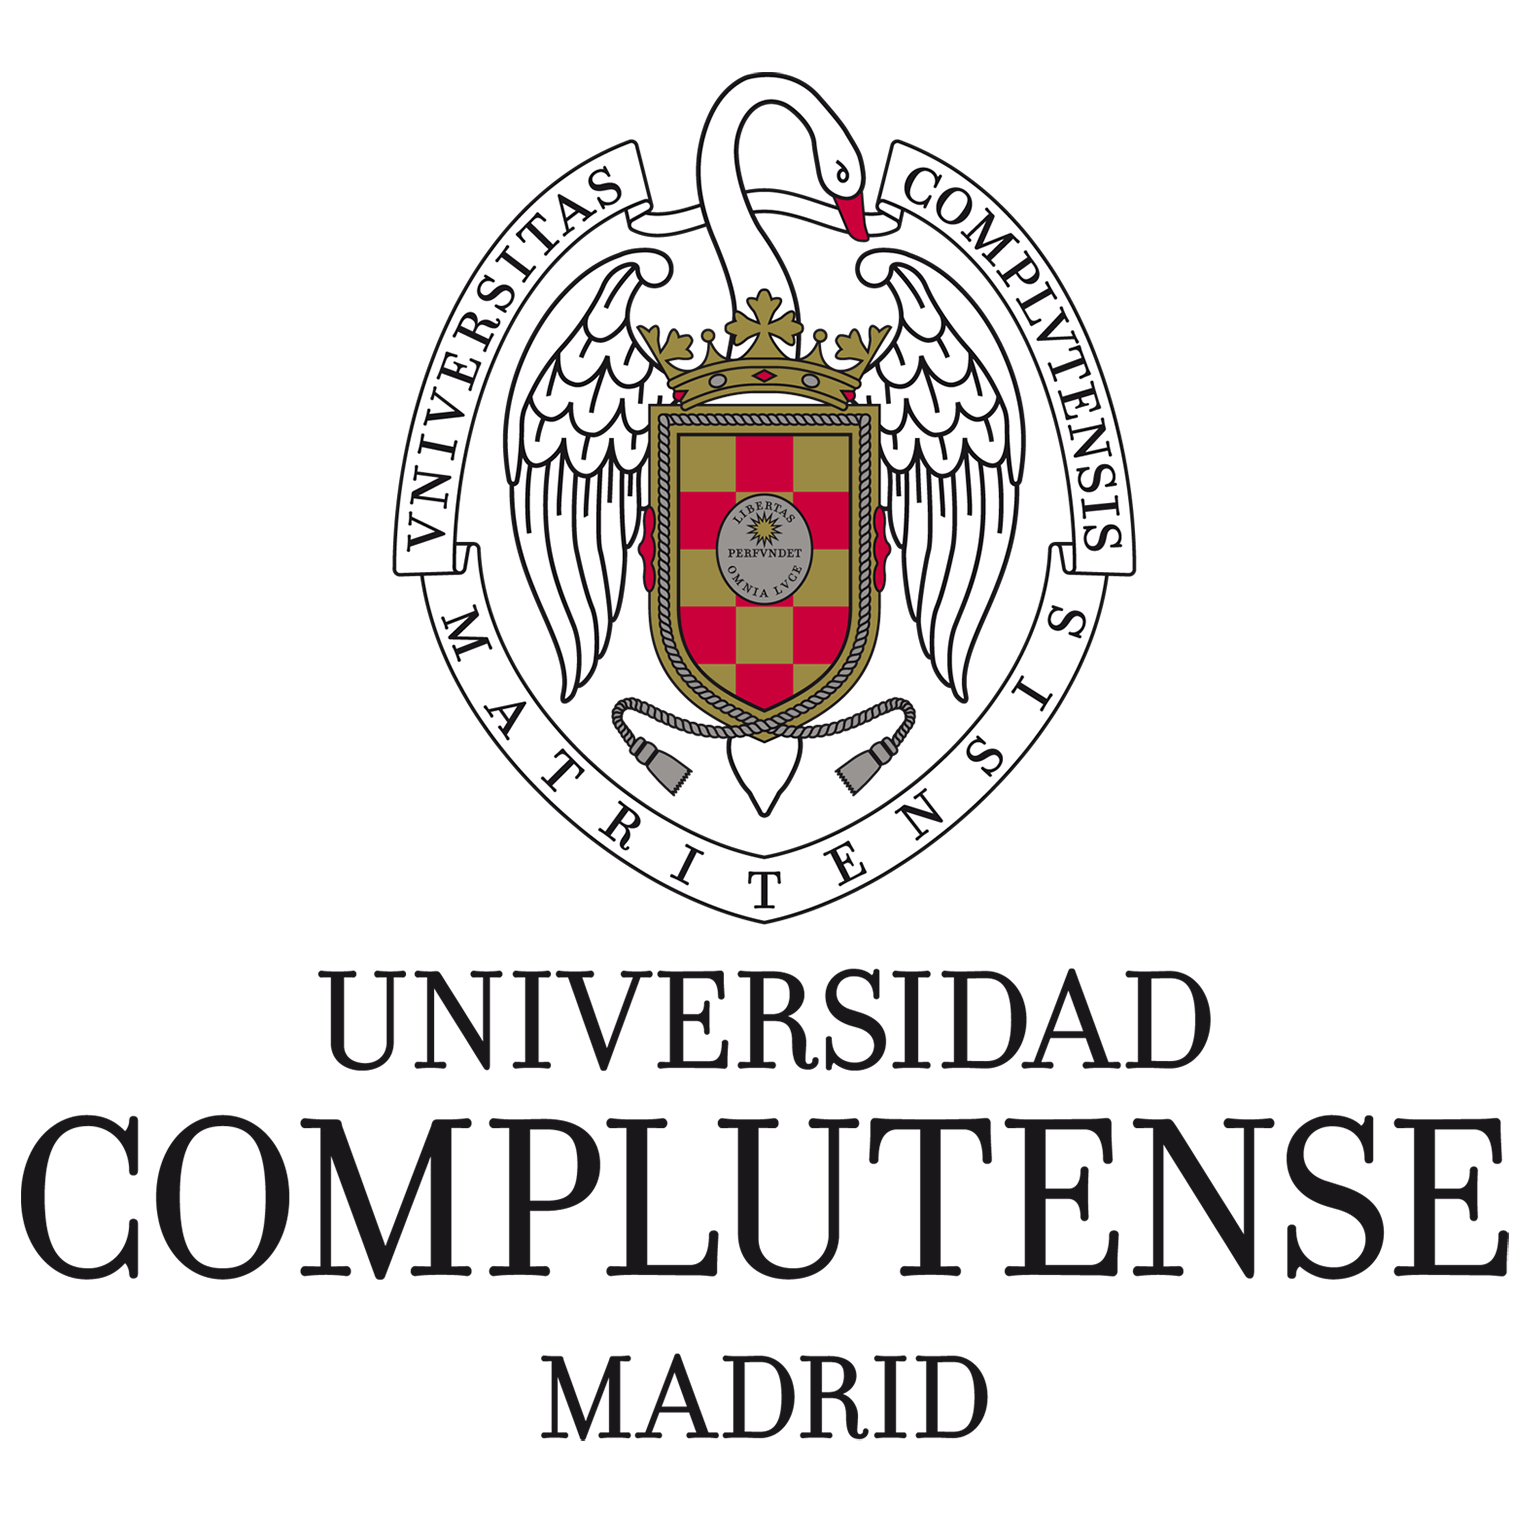 VNIVERSITAS
COMPLVTENSIS
MATRITENSIS
LIBERTAS
PERFVNDET
OMNIA LVCE
UNIVERSIDAD
COMPLUTENSE
MADRID